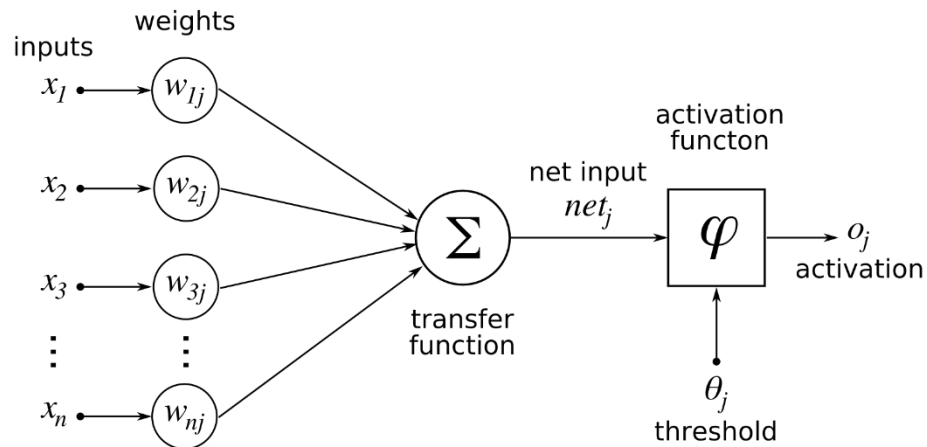 weights
inputs
x₁ w₁ⱼ
x₂ w₂ⱼ
x₃ w₃ⱼ
⋮ ⋮
xₙ wₙⱼ
Σ
transfer
function
net input
netⱼ
activation
functon
φ
oⱼ
activation
θⱼ
threshold